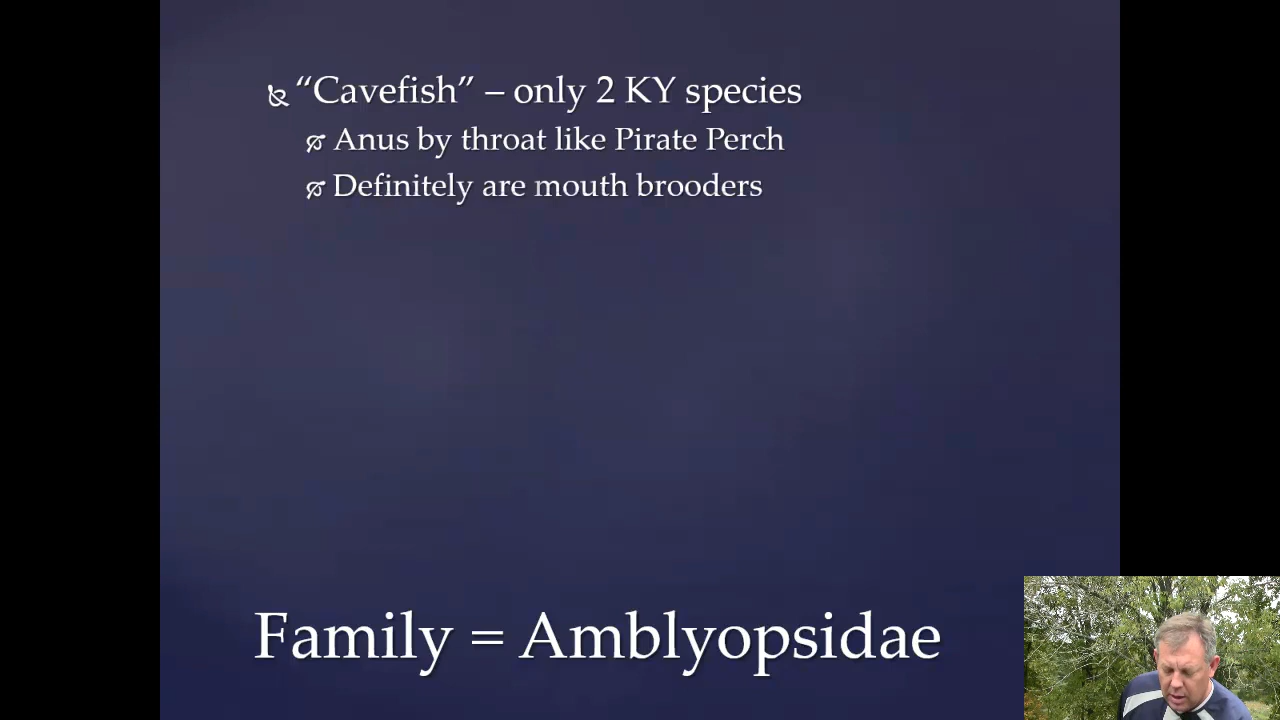 “Cavefish” – only 2 KY species
Anus by throat like Pirate Perch
Definitely are mouth brooders
Family = Amblyopsidae